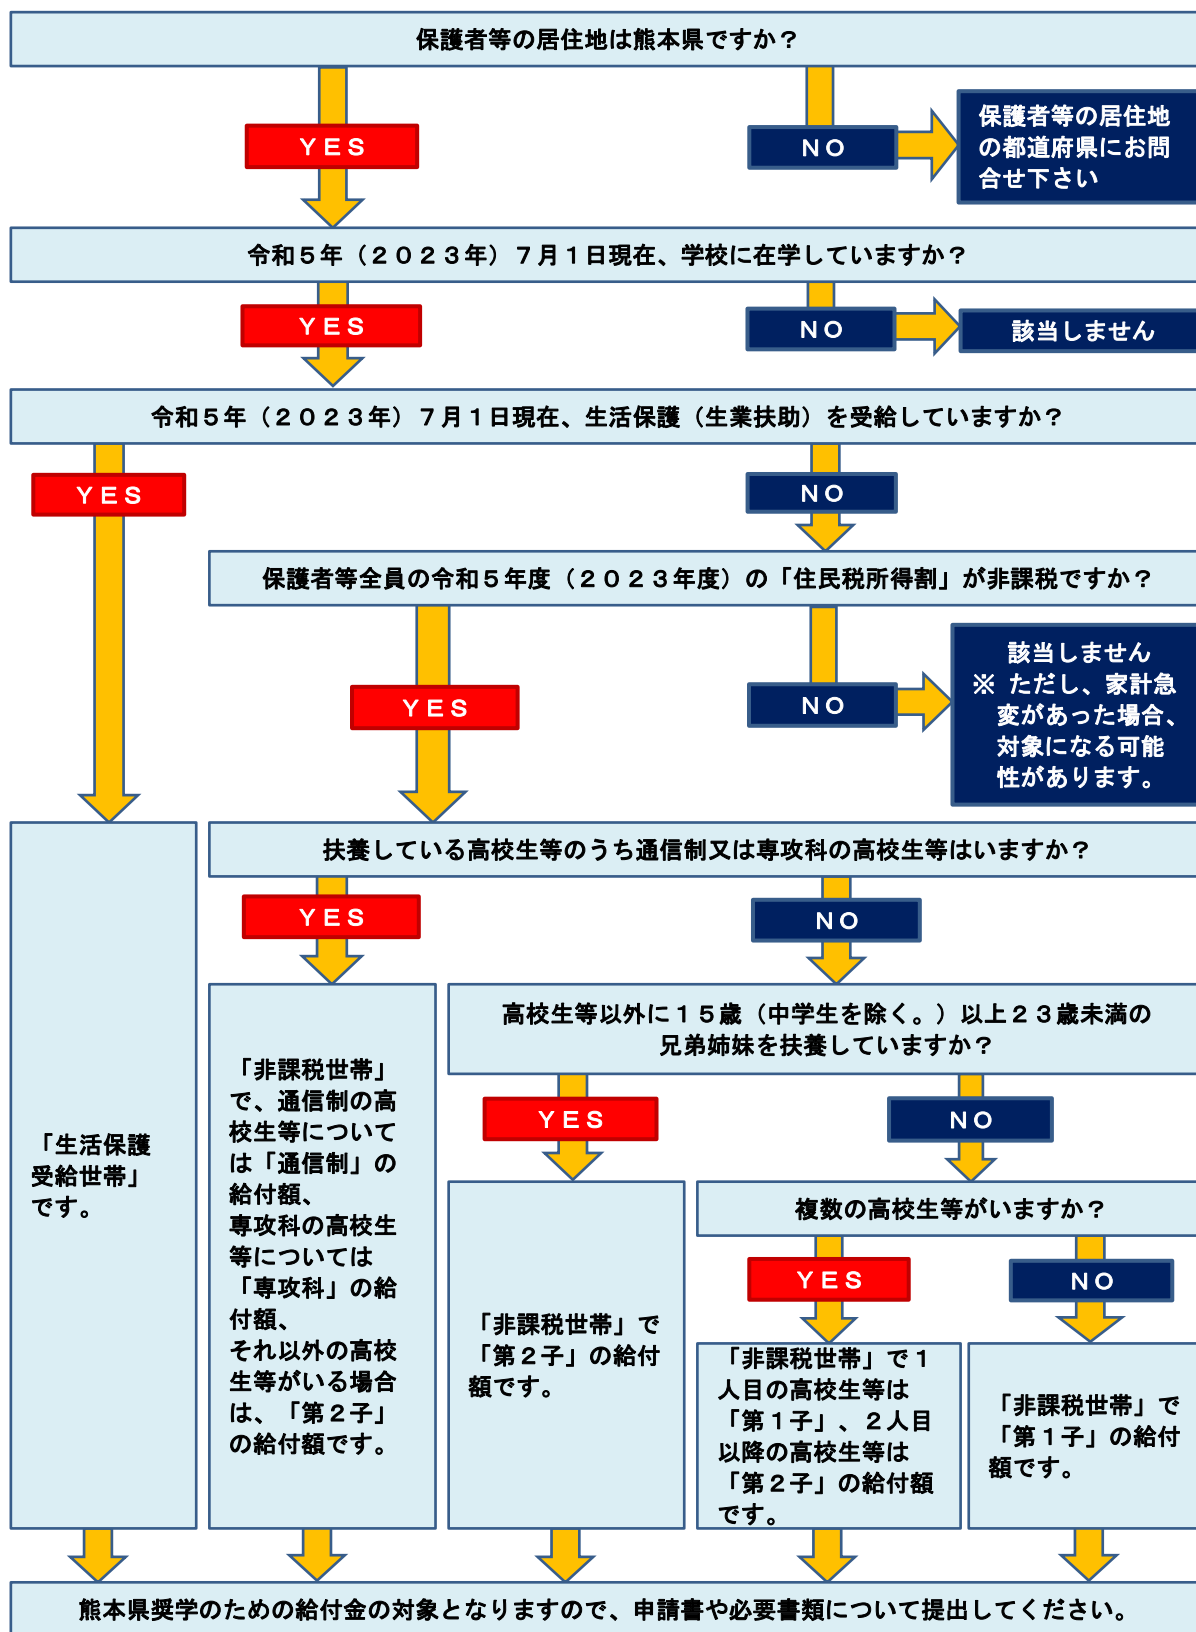 保護者等の居住地は熊本県ですか？
ＹＥＳ
ＮＯ
保護者等の居住地
の都道府県にお問
合せ下さい
令和５年（２０２３年）７月１日現在、学校に在学していますか？
ＹＥＳ
ＮＯ
該当しません
令和５年（２０２３年）７月１日現在、生活保護（生業扶助）を受給していますか？
ＹＥＳ
ＮＯ
保護者等全員の令和５年度（２０２３年度）の「住民税所得割」が非課税ですか？
ＹＥＳ
ＮＯ
該当しません
※ ただし、家計急
変があった場合、
対象になる可能
性があります。
扶養している高校生等のうち通信制又は専攻科の高校生等はいますか？
ＹＥＳ
ＮＯ
高校生等以外に１５歳（中学生を除く。）以上２３歳未満の
兄弟姉妹を扶養していますか？
ＹＥＳ
ＮＯ
複数の高校生等がいますか？
ＹＥＳ
ＮＯ
「生活保護
受給世帯」
です。
「非課税世帯」
で、通信制の高
校生等について
は「通信制」の
給付額、
専攻科の高校生
等については
「専攻科」の給
付額、
それ以外の高校
生等がいる場合
は、「第２子」
の給付額です。
「非課税世帯」で
「第２子」の給付
額です。
「非課税世帯」で１
人目の高校生等は
「第１子」、２人目
以降の高校生等は
「第２子」の給付額
です。
「非課税世帯」で
「第１子」の給付
額です。
熊本県奨学のための給付金の対象となりますので、申請書や必要書類について提出してください。